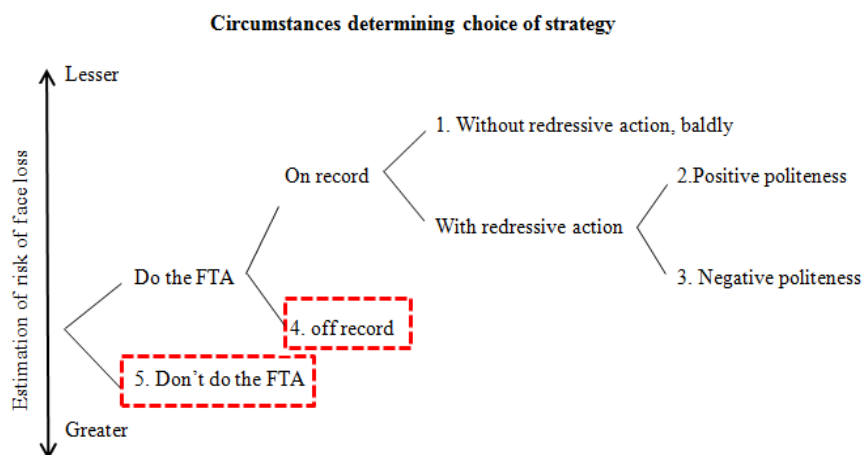 Circumstances determining choice of strategy
Lesser
1. Without redressive action, baldly
On record
2.Positive politeness
With redressive action
Do the FTA
3. Negative politeness
4. off record
5. Don't do the FTA
Greater
Estimation of risk of face loss